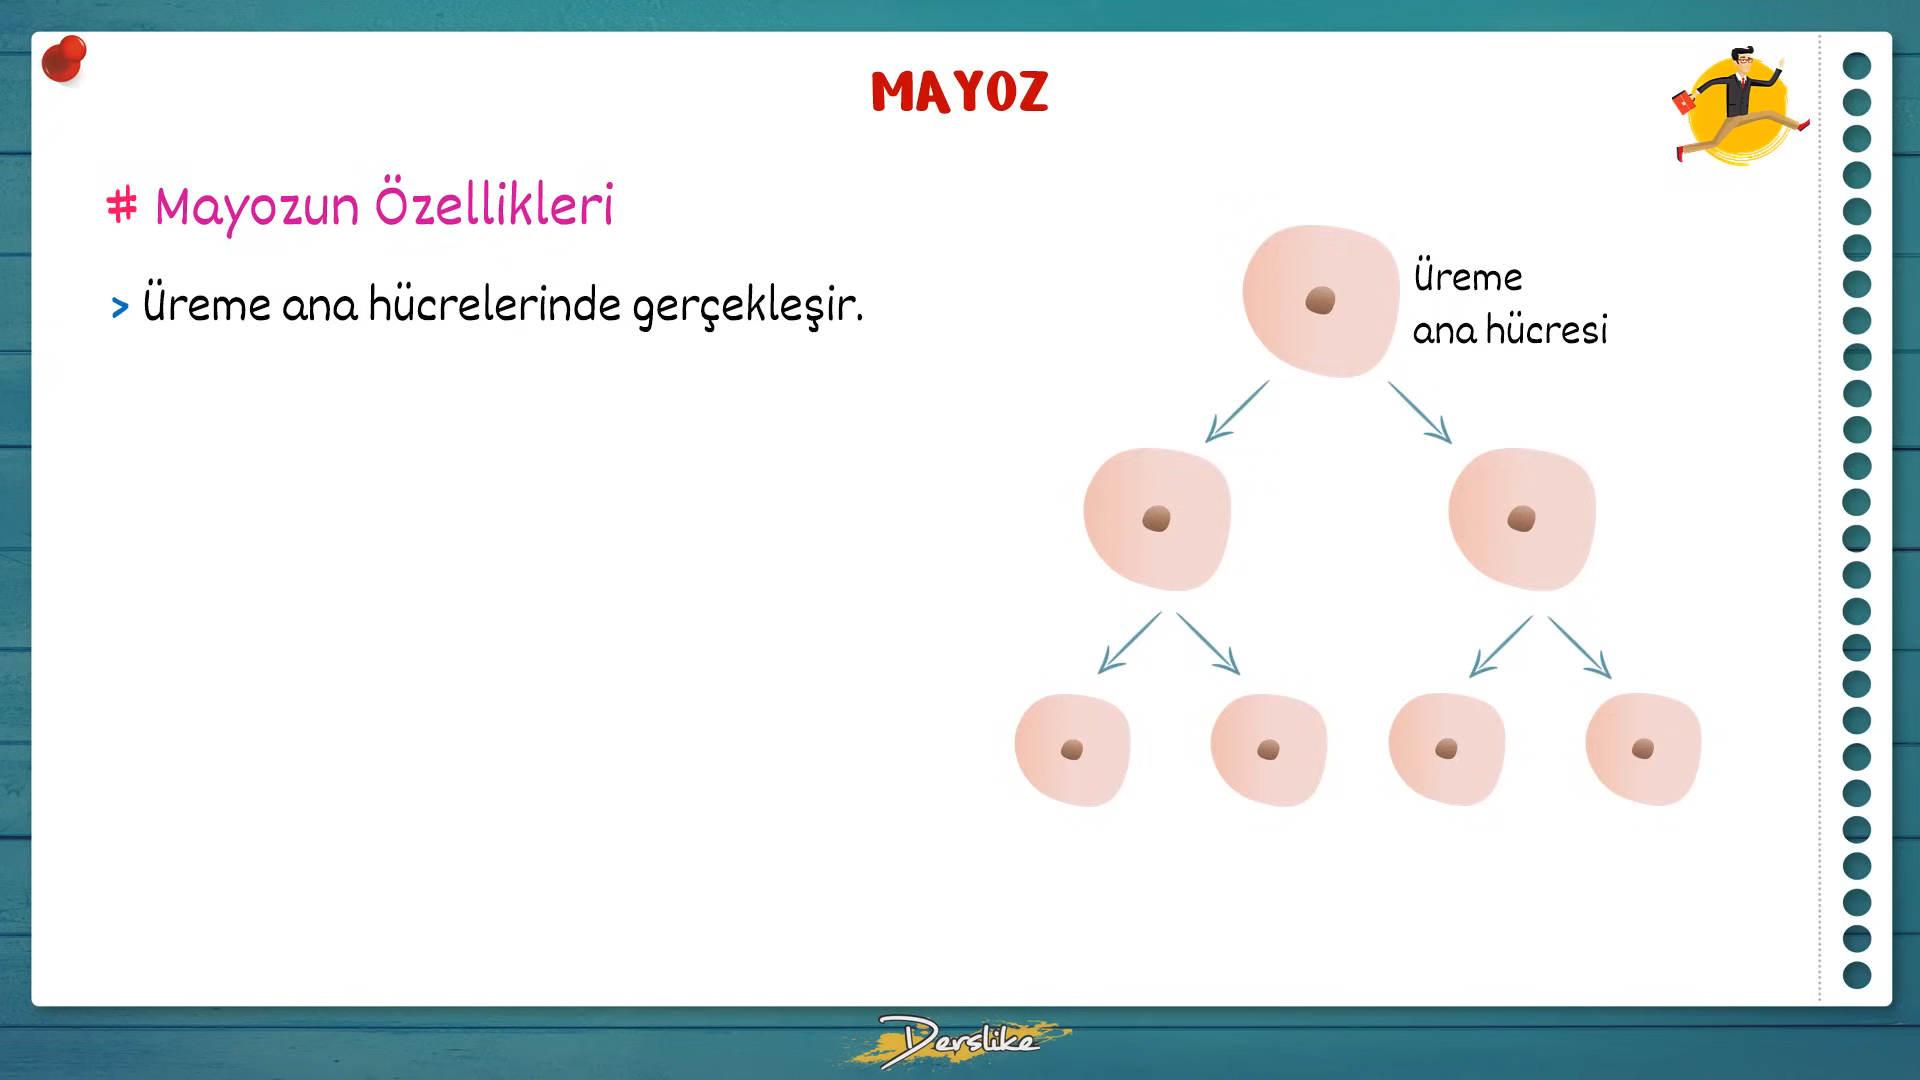 MAYOZ
# Mayozun Özellikleri
> Üreme ana hücrelerinde gerçekleşir.
Üreme
ana hücresi
Derslike